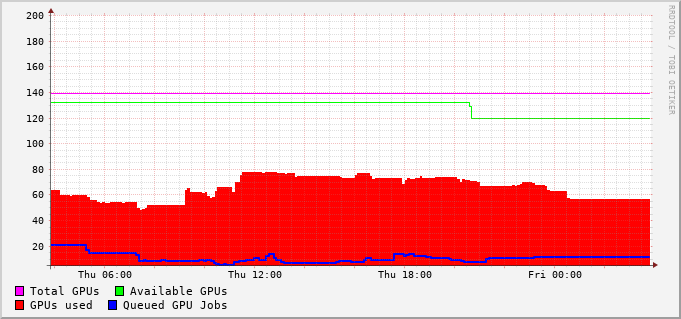 200
180
160
140
120
100
80
60
40
20
Thu 06:00 Thu 12:00 Thu 18:00 Fri 00:00
Total GPUs Available GPUs
GPUs used Queued GPU Jobs
RRDTOOL / TOBI OETIKER